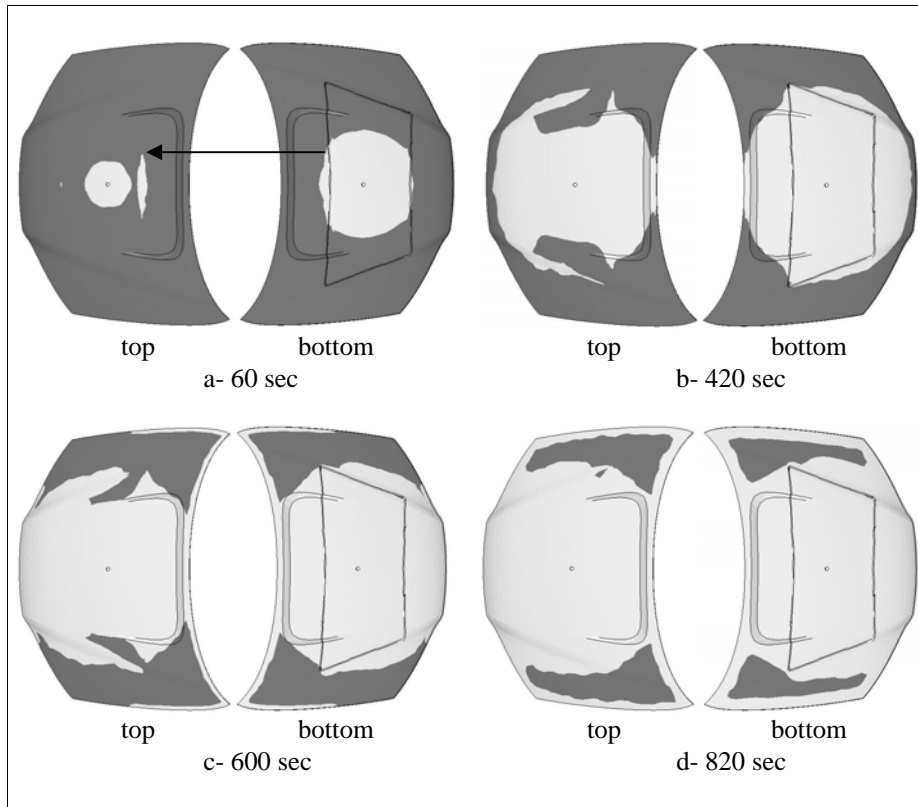 top bottom
a- 60 sec
top bottom
b- 420 sec
top bottom
c- 600 sec
top bottom
d- 820 sec